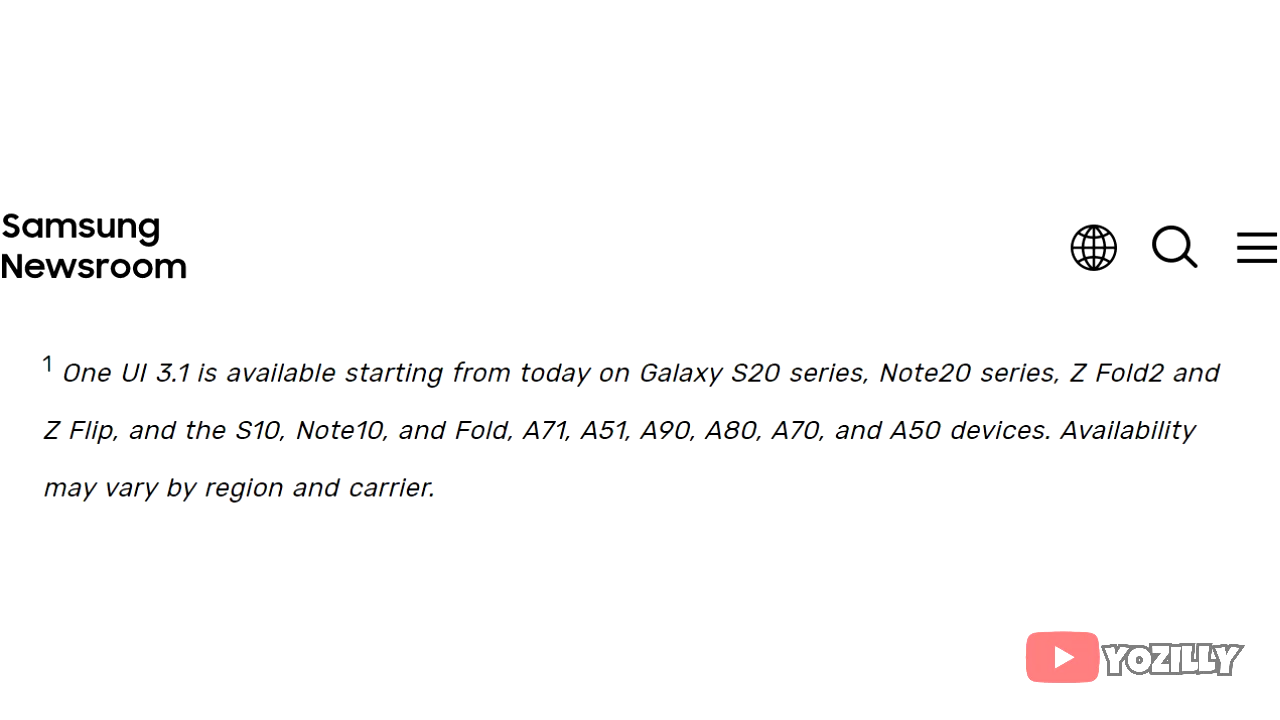 Samsung
Newsroom
1 One UI 3.1 is available starting from today on Galaxy S20 series, Note20 series, Z Fold2 and
Z Flip, and the S10, Note10, and Fold, A71, A51, A90, A80, A70, and A50 devices. Availability
may vary by region and carrier.
YOZILLY